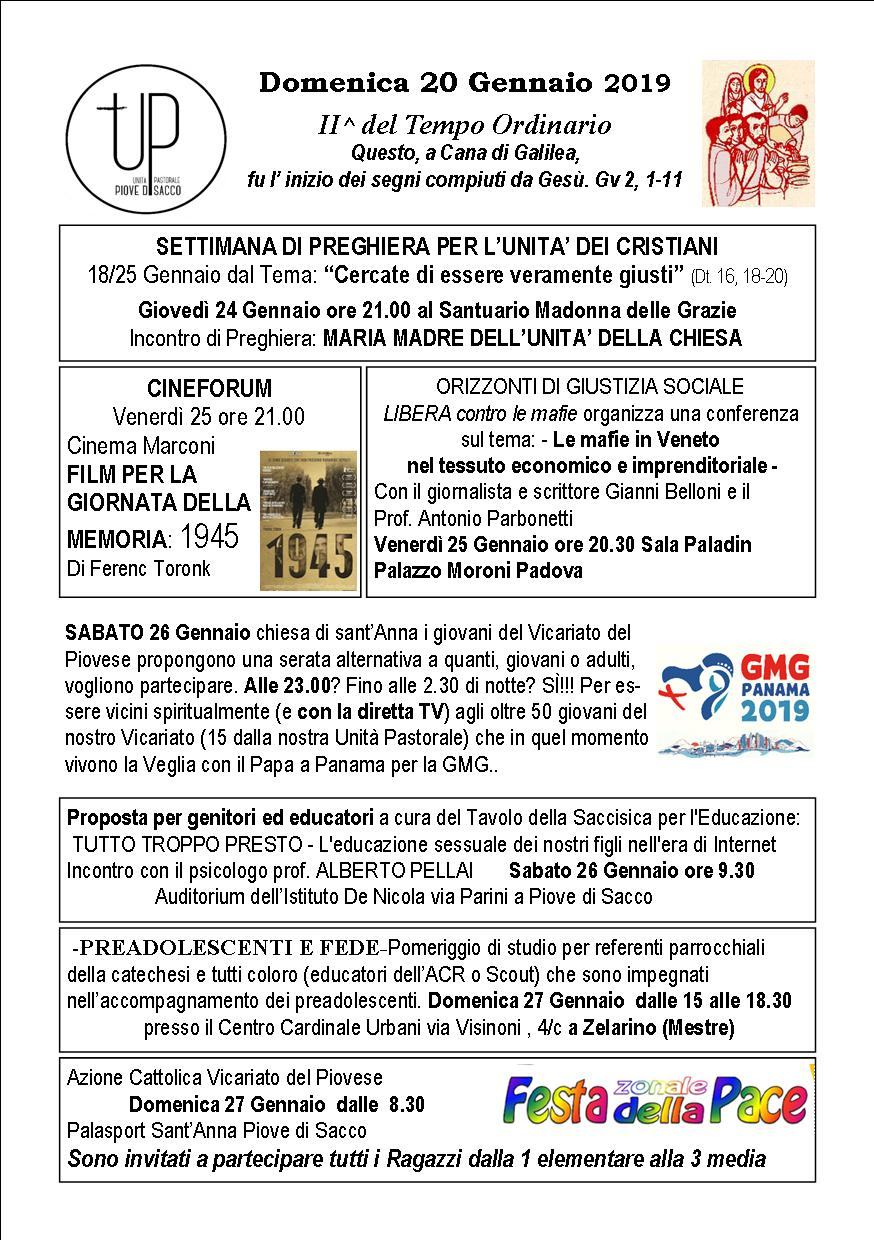 UP
UNITÀ PASTORALE
PIOVE DI SACCO
Domenica 20 Gennaio 2019
II^ del Tempo Ordinario
Questo, a Cana di Galilea,
fu l’ inizio dei segni compiuti da Gesù. Gv 2, 1-11
SETTIMANA DI PREGHIERA PER L’UNITA’ DEI CRISTIANI
18/25 Gennaio dal Tema: “Cercate di essere veramente giusti” (Dt. 16, 18-20)
Giovedì 24 Gennaio ore 21.00 al Santuario Madonna delle Grazie
Incontro di Preghiera: MARIA MADRE DELL’UNITA’ DELLA CHIESA
CINEFORUM
Venerdì 25 ore 21.00
Cinema Marconi
FILM PER LA
GIORNATA DELLA
MEMORIA: 1945
Di Ferenc Toronk
1945
ORIZZONTI DI GIUSTIZIA SOCIALE
LIBERA contro le mafie organizza una conferenza
sul tema: - Le mafie in Veneto
nel tessuto economico e imprenditoriale -
Con il giornalista e scrittore Gianni Belloni e il
Prof. Antonio Parbonetti
Venerdì 25 Gennaio ore 20.30 Sala Paladin
Palazzo Moroni Padova
SABATO 26 Gennaio chiesa di sant’Anna i giovani del Vicariato del
Piovese propongono una serata alternativa a quanti, giovani o adulti,
vogliono partecipare. Alle 23.00? Fino alle 2.30 di notte? SÌ!!! Per es-
sere vicini spiritualmente (e con la diretta TV) agli oltre 50 giovani del
nostro Vicariato (15 dalla nostra Unità Pastorale) che in quel momento
vivono la Veglia con il Papa a Panama per la GMG..
GMG
PANAMA
2019
Proposta per genitori ed educatori a cura del Tavolo della Saccisica per l'Educazione:
TUTTO TROPPO PRESTO - L'educazione sessuale dei nostri figli nell'era di Internet
Incontro con il psicologo prof. ALBERTO PELLAI Sabato 26 Gennaio ore 9.30
Auditorium dell’Istituto De Nicola via Parini a Piove di Sacco
-PREADOLESCENTI E FEDE-Pomeriggio di studio per referenti parrocchiali
della catechesi e tutti coloro (educatori dell’ACR o Scout) che sono impegnati
nell’accompagnamento dei preadolescenti. Domenica 27 Gennaio dalle 15 alle 18.30
presso il Centro Cardinale Urbani via Visinoni , 4/c a Zelarino (Mestre)
Azione Cattolica Vicariato del Piovese
Domenica 27 Gennaio dalle 8.30
Palasport Sant’Anna Piove di Sacco
Festa zonale della Pace
Sono invitati a partecipare tutti i Ragazzi dalla 1 elementare alla 3 media